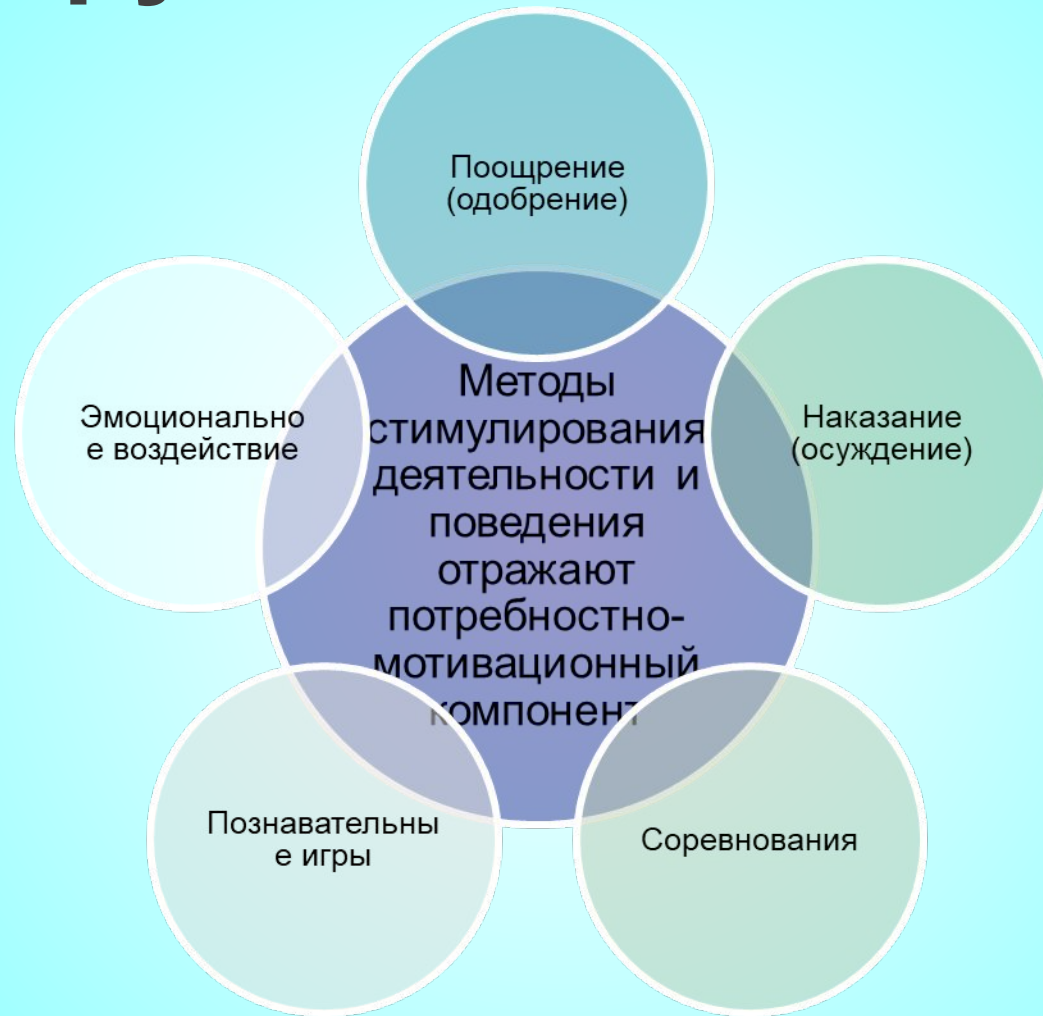 Поощрение
(одобрение)
Эмоционально
е воздействие
Методы
стимулирования
деятельности и
поведения
отражают
потребностно-
мотивационный
компонент
Наказание
(осуждение)
Познавательны
е игры
Соревнования